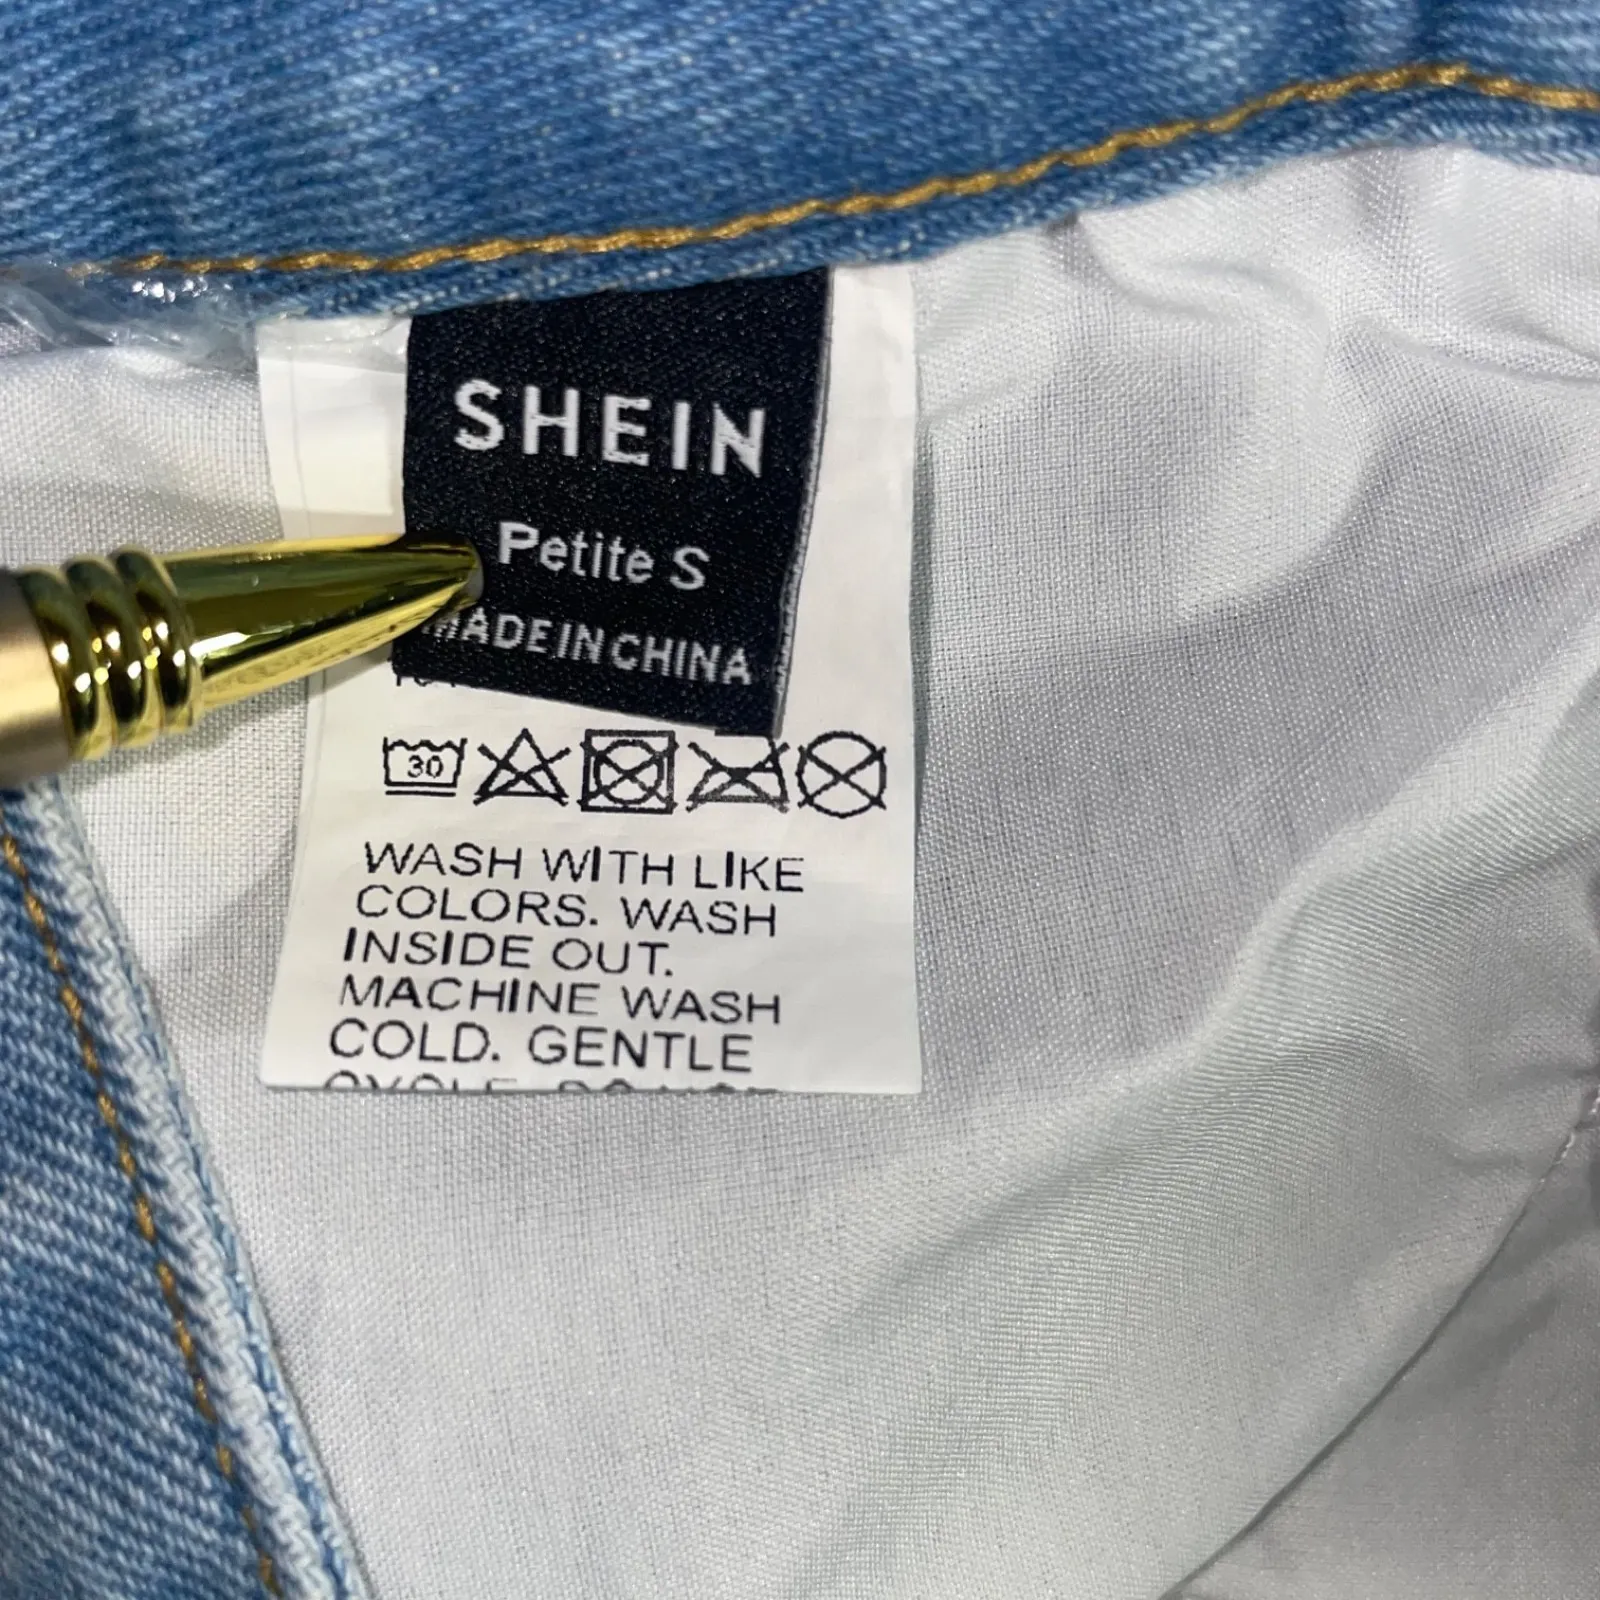 SHEIN
Petite S
MADE IN CHINA
30
WASH WITH LIKE
COLORS. WASH
INSIDE OUT.
MACHINE WASH
COLD. GENTLE